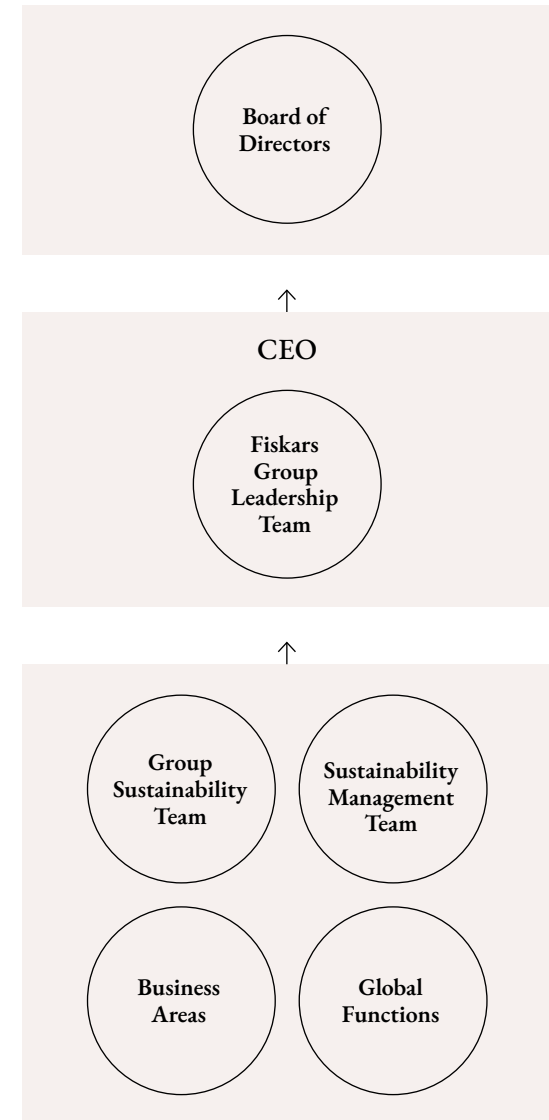 Board of
Directors
CEO
Fiskars
Group
Leadership
Team
Group
Sustainability
Team
Sustainability
Management
Team
Business
Areas
Global
Functions